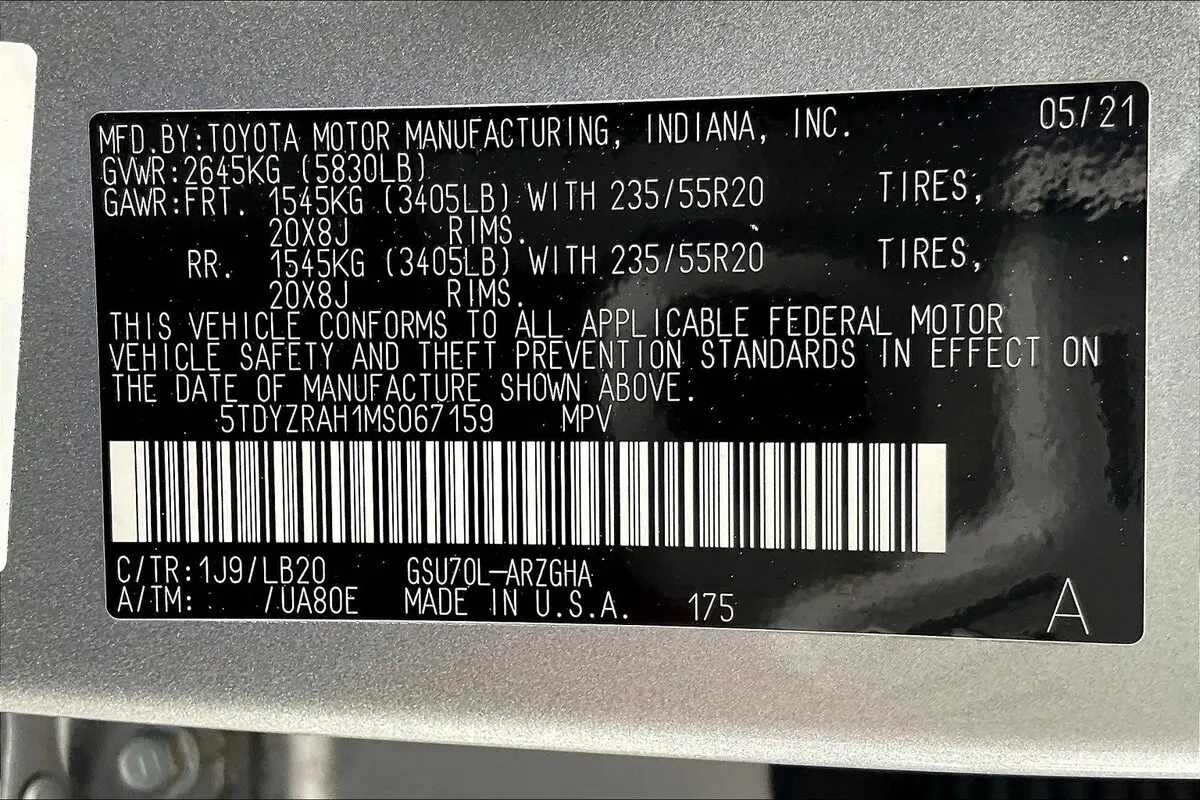 05/21
MFD.BY:TOYOTA MOTOR MANUFACTURING, INDIANA, INC.
GVWR:2645KG (5830LB)
GAWR:FRT. 1545KG (3405LB) WITH 235/55R20 TIRES,
20X8J RIMS.
RR. 1545KG (3405LB) WITH 235/55R20 TIRES,
20X8J RIMS.
THIS VEHICLE CONFORMS TO ALL APPLICABLE FEDERAL MOTOR
VEHICLE SAFETY AND THEFT PREVENTION STANDARDS IN EFFECT ON
THE DATE OF MANUFACTURE SHOWN ABOVE.
5TDYZRAH1MS067159 MPV
C/TR:1J9/LB20 GSU70L-ARZGHA
A/TM: /UA80E MADE IN U.S.A. 175 A